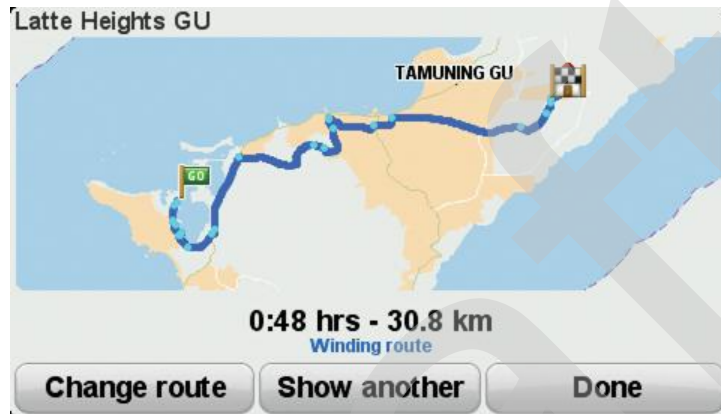 Latte Heights GU
TAMUNING GU
GO
0:48 hrs - 30.8 km
Winding route
Change route
Show another
Done